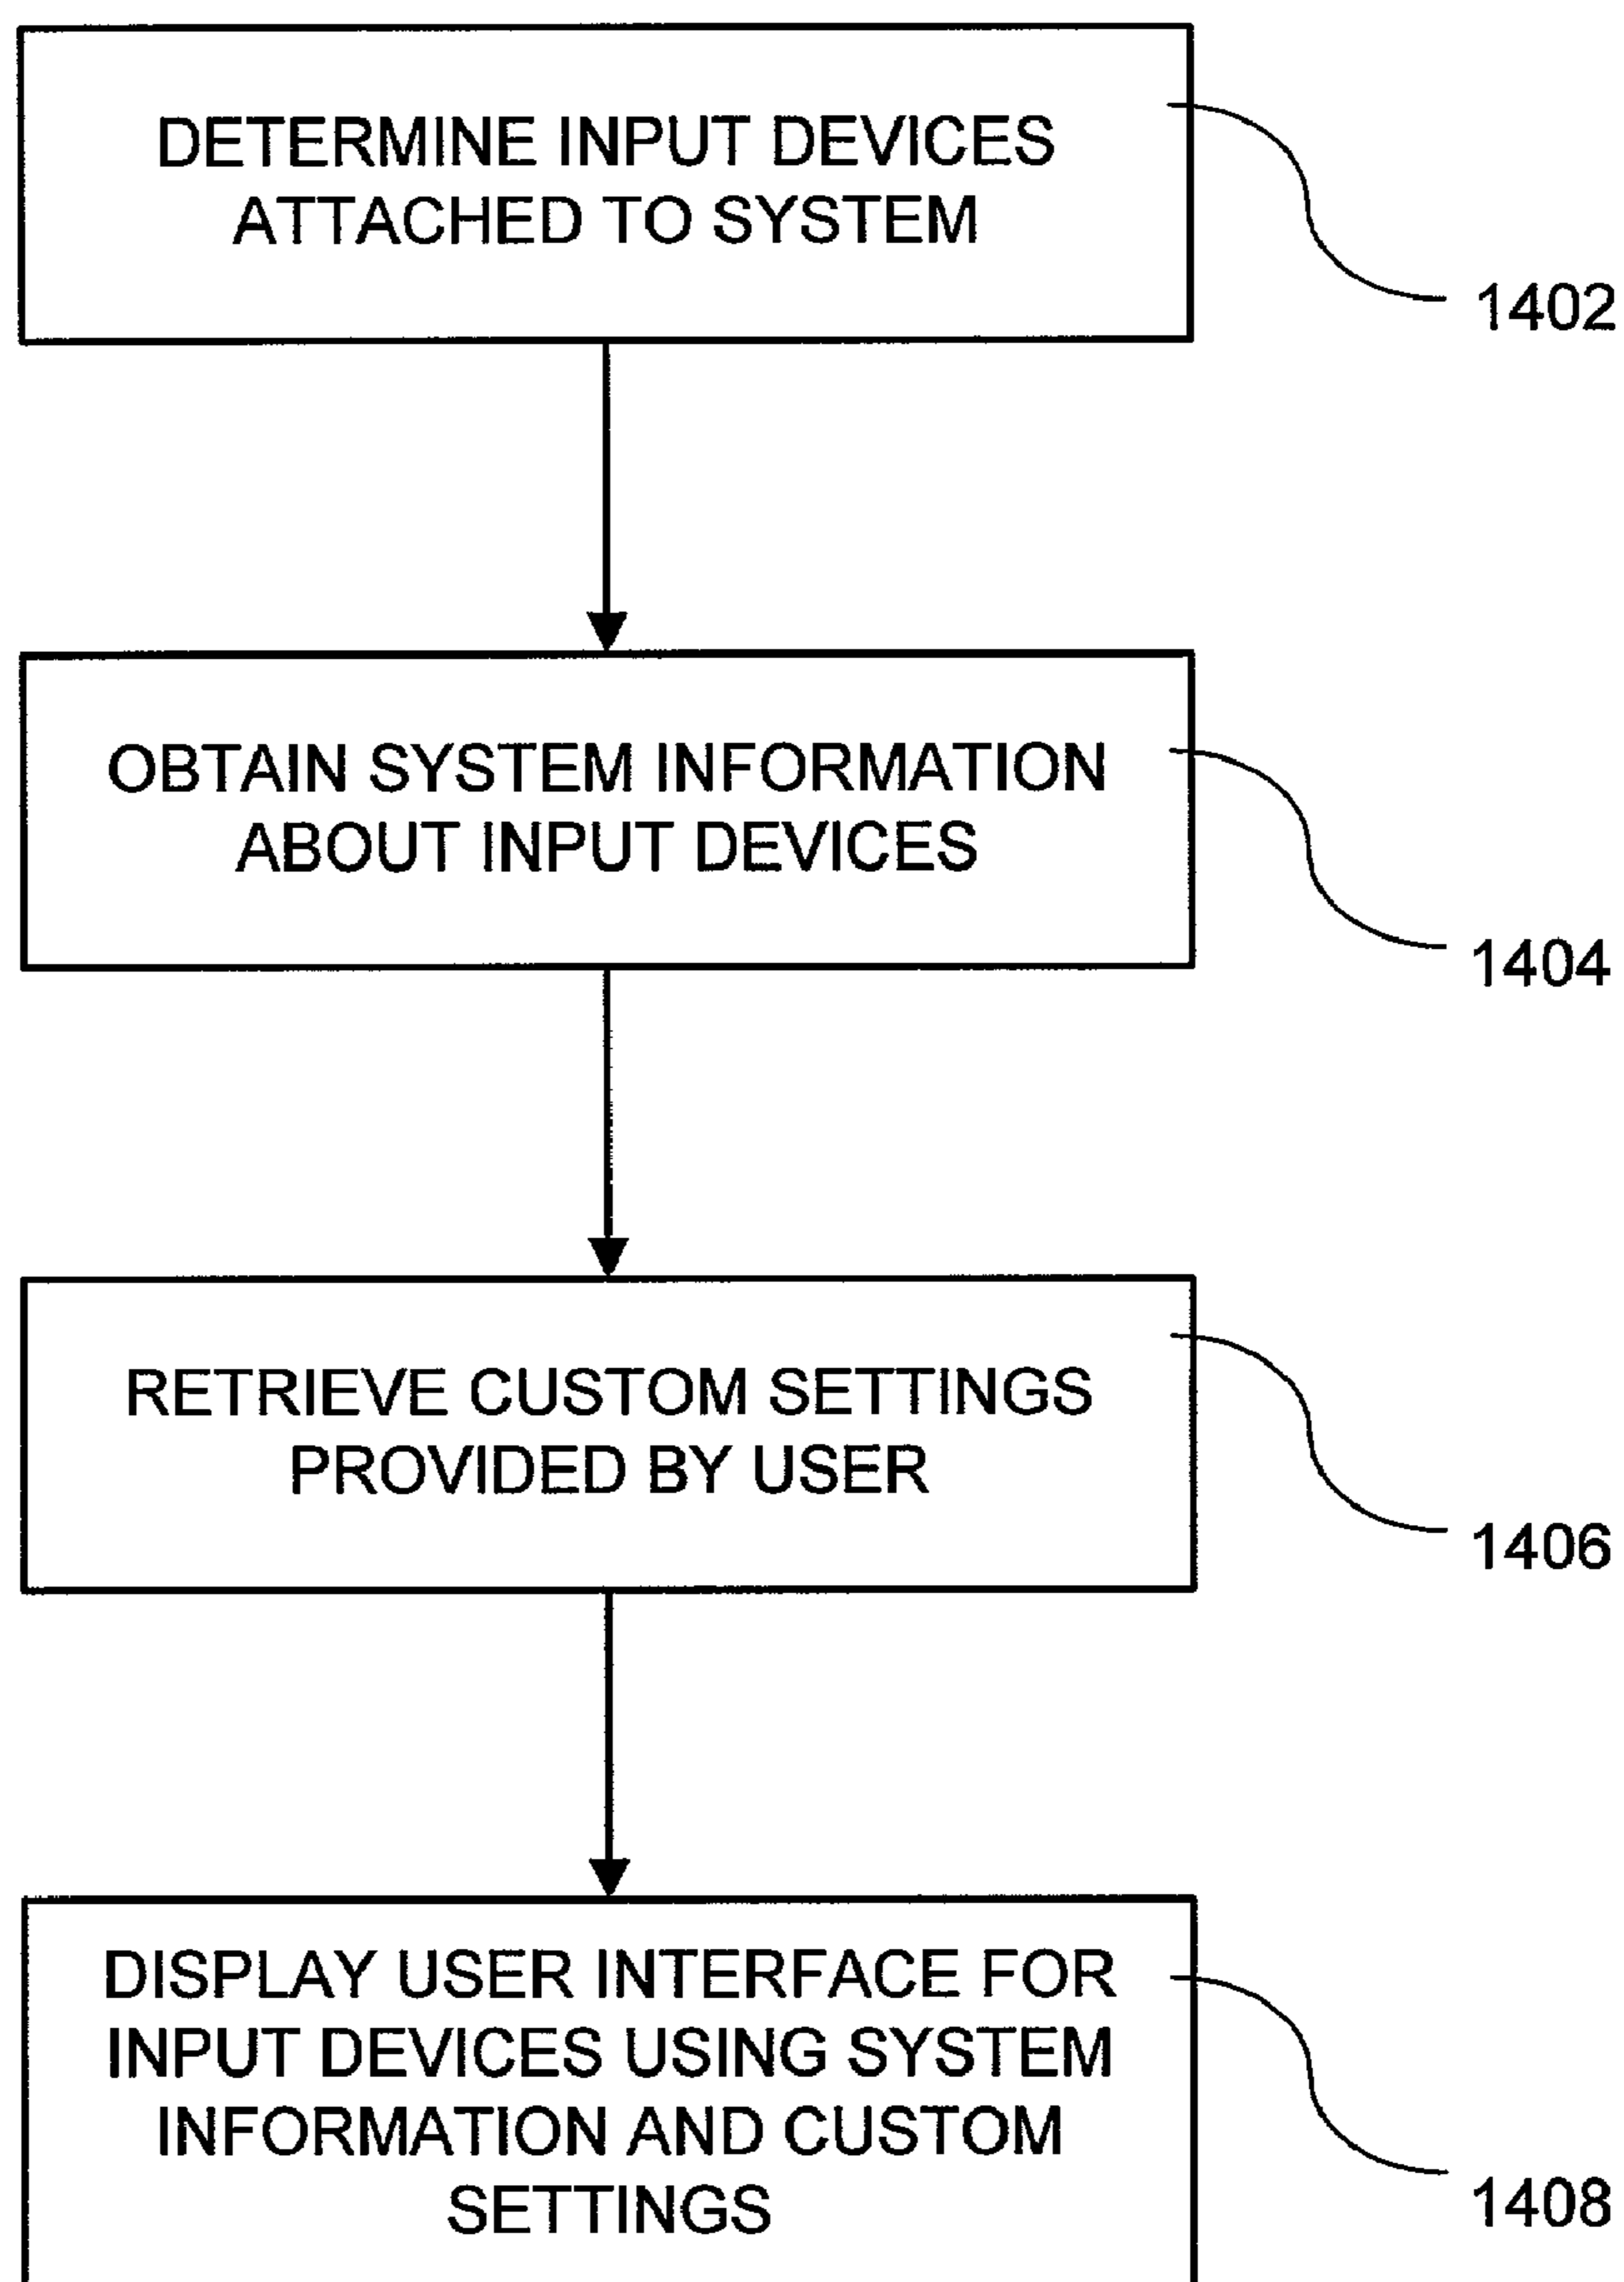 DETERMINE INPUT DEVICES
ATTACHED TO SYSTEM
1402
OBTAIN SYSTEM INFORMATION
ABOUT INPUT DEVICES
1404
RETRIEVE CUSTOM SETTINGS
PROVIDED BY USER
1406
DISPLAY USER INTERFACE FOR
INPUT DEVICES USING SYSTEM
INFORMATION AND CUSTOM
SETTINGS
1408